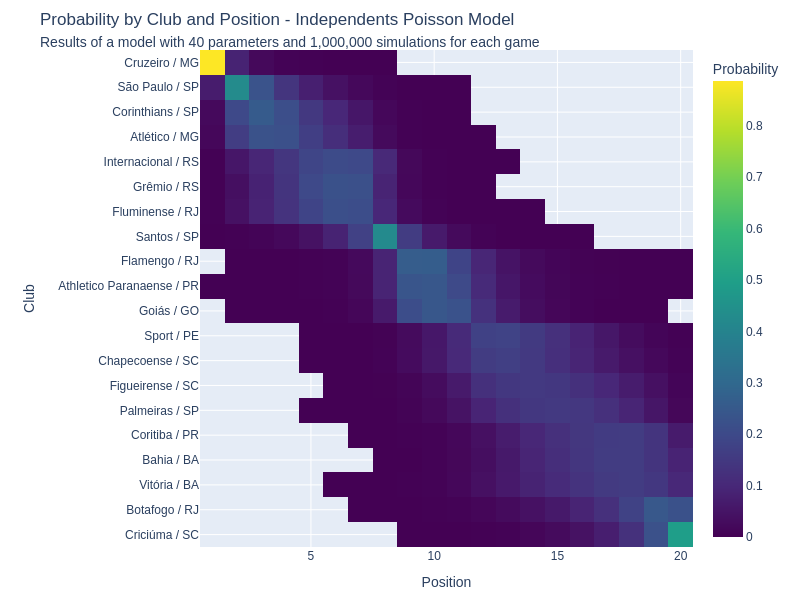 Probability by Club and Position - Independents Poisson Model
Results of a model with 40 parameters and 1,000,000 simulations for each game
Probability
Club
Cruzeiro / MG
São Paulo / SP
Corinthians / SP
Atlético / MG
Internacional / RS
Grêmio / RS
Fluminense / RJ
Santos / SP
Flamengo / RJ
Athletico Paranaense / PR
Goiás / GO
Sport / PE
Chapecoense / SC
Figueirense / SC
Palmeiras / SP
Coritiba / PR
Bahia / BA
Vitória / BA
Botafogo / RJ
Criciúma / SC
0.8
0.7
0.6
0.5
0.4
0.3
0.2
0.1
0
5 10 15 20
Position